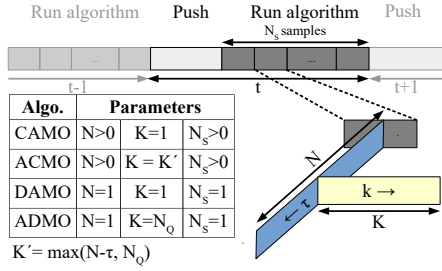 Run algorithm Push Run algorithm Push
N_S samples
... ...
t-1 t t+1
Algo. Parameters
CAMO N>0 K=1 N_S>0
ACMO N>0 K = K´ N_S>0
DAMO N=1 K=1 N_S=1
ADMO N=1 K=N_Q N_S=1
K´= max(N-τ, N_Q)
N
← τ
k →
K